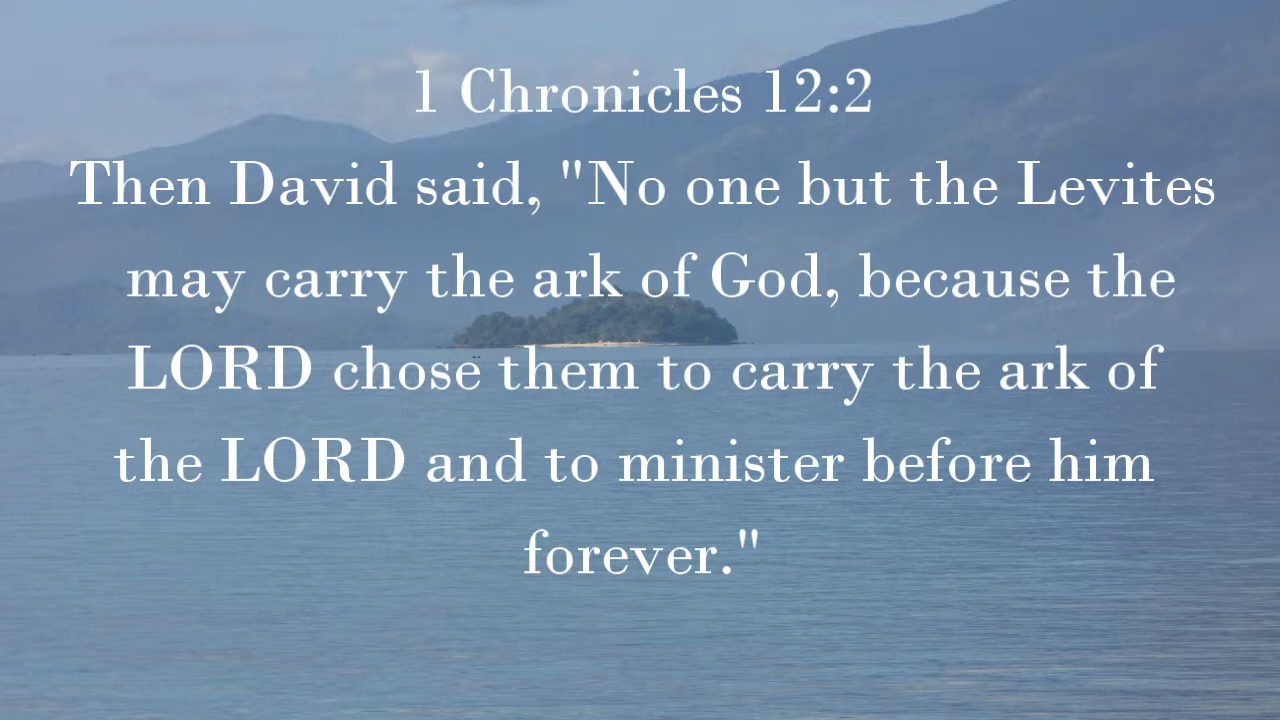 1 Chronicles 12:2
Then David said, "No one but the Levites
may carry the ark of God, because the
LORD chose them to carry the ark of
the LORD and to minister before him
forever."